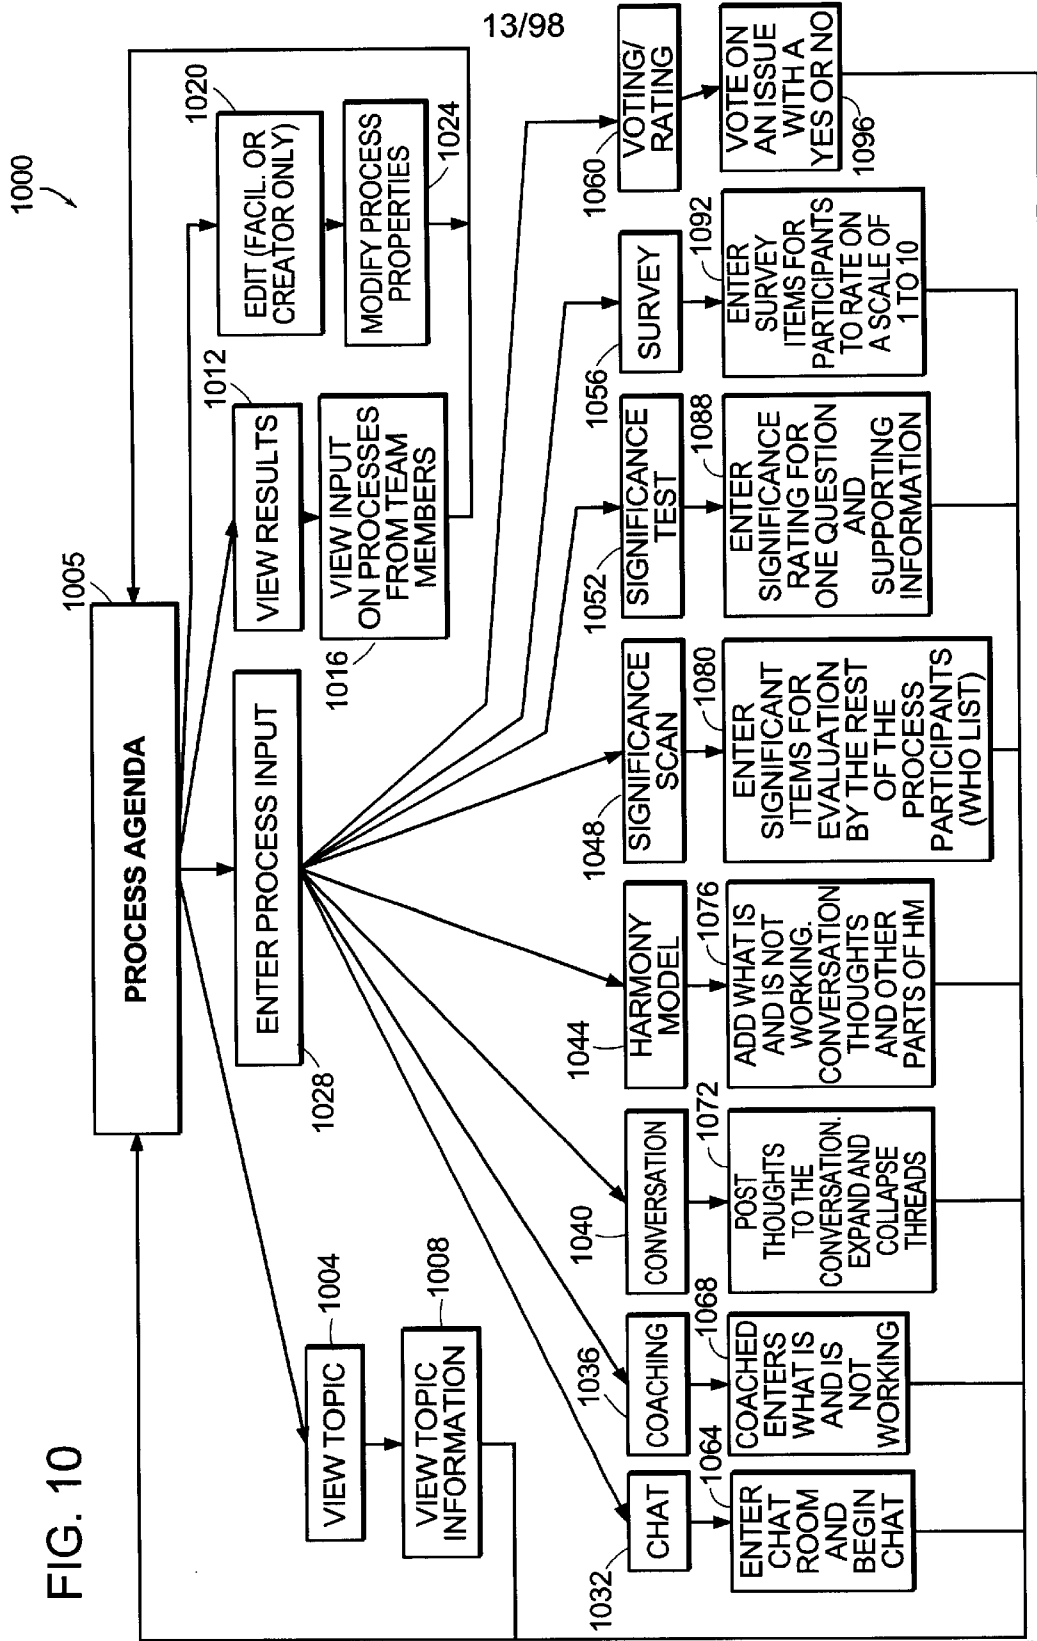 13/98
FIG. 10
1000
PROCESS AGENDA
1005
VIEW TOPIC
1004
VIEW TOPIC
INFORMATION
1008
ENTER PROCESS INPUT
1028
VIEW RESULTS
1012
VIEW INPUT
ON PROCESSES
FROM TEAM
MEMBERS
1016
EDIT (FACIL. OR
CREATOR ONLY)
1020
MODIFY PROCESS
PROPERTIES
1024
CHAT
1032
ENTER
CHAT
ROOM
AND
BEGIN
CHAT
1064
COACHING
1036
COACHED
ENTERS
WHAT IS
AND IS
NOT
WORKING
1068
CONVERSATION
1040
POST
THOUGHTS
TO THE
CONVERSATION.
EXPAND AND
COLLAPSE
THREADS
1072
HARMONY
MODEL
1044
ADD WHAT IS
AND IS NOT
WORKING.
CONVERSATION
THOUGHTS
AND OTHER
PARTS OF HM
1076
SIGNIFICANCE
SCAN
1048
ENTER
SIGNIFICANT
ITEMS FOR
EVALUATION
BY THE REST
OF THE
PROCESS
PARTICIPANTS
(WHO LIST)
1080
SIGNIFICANCE
TEST
1052
ENTER
SIGNIFICANCE
RATING FOR
ONE QUESTION
AND
SUPPORTING
INFORMATION
1088
SURVEY
1056
ENTER
SURVEY
ITEMS FOR
PARTICIPANTS
TO RATE ON
A SCALE OF
1 TO 10
1092
VOTING/
RATING
1060
VOTE ON
AN ISSUE
WITH A
YES OR NO
1096